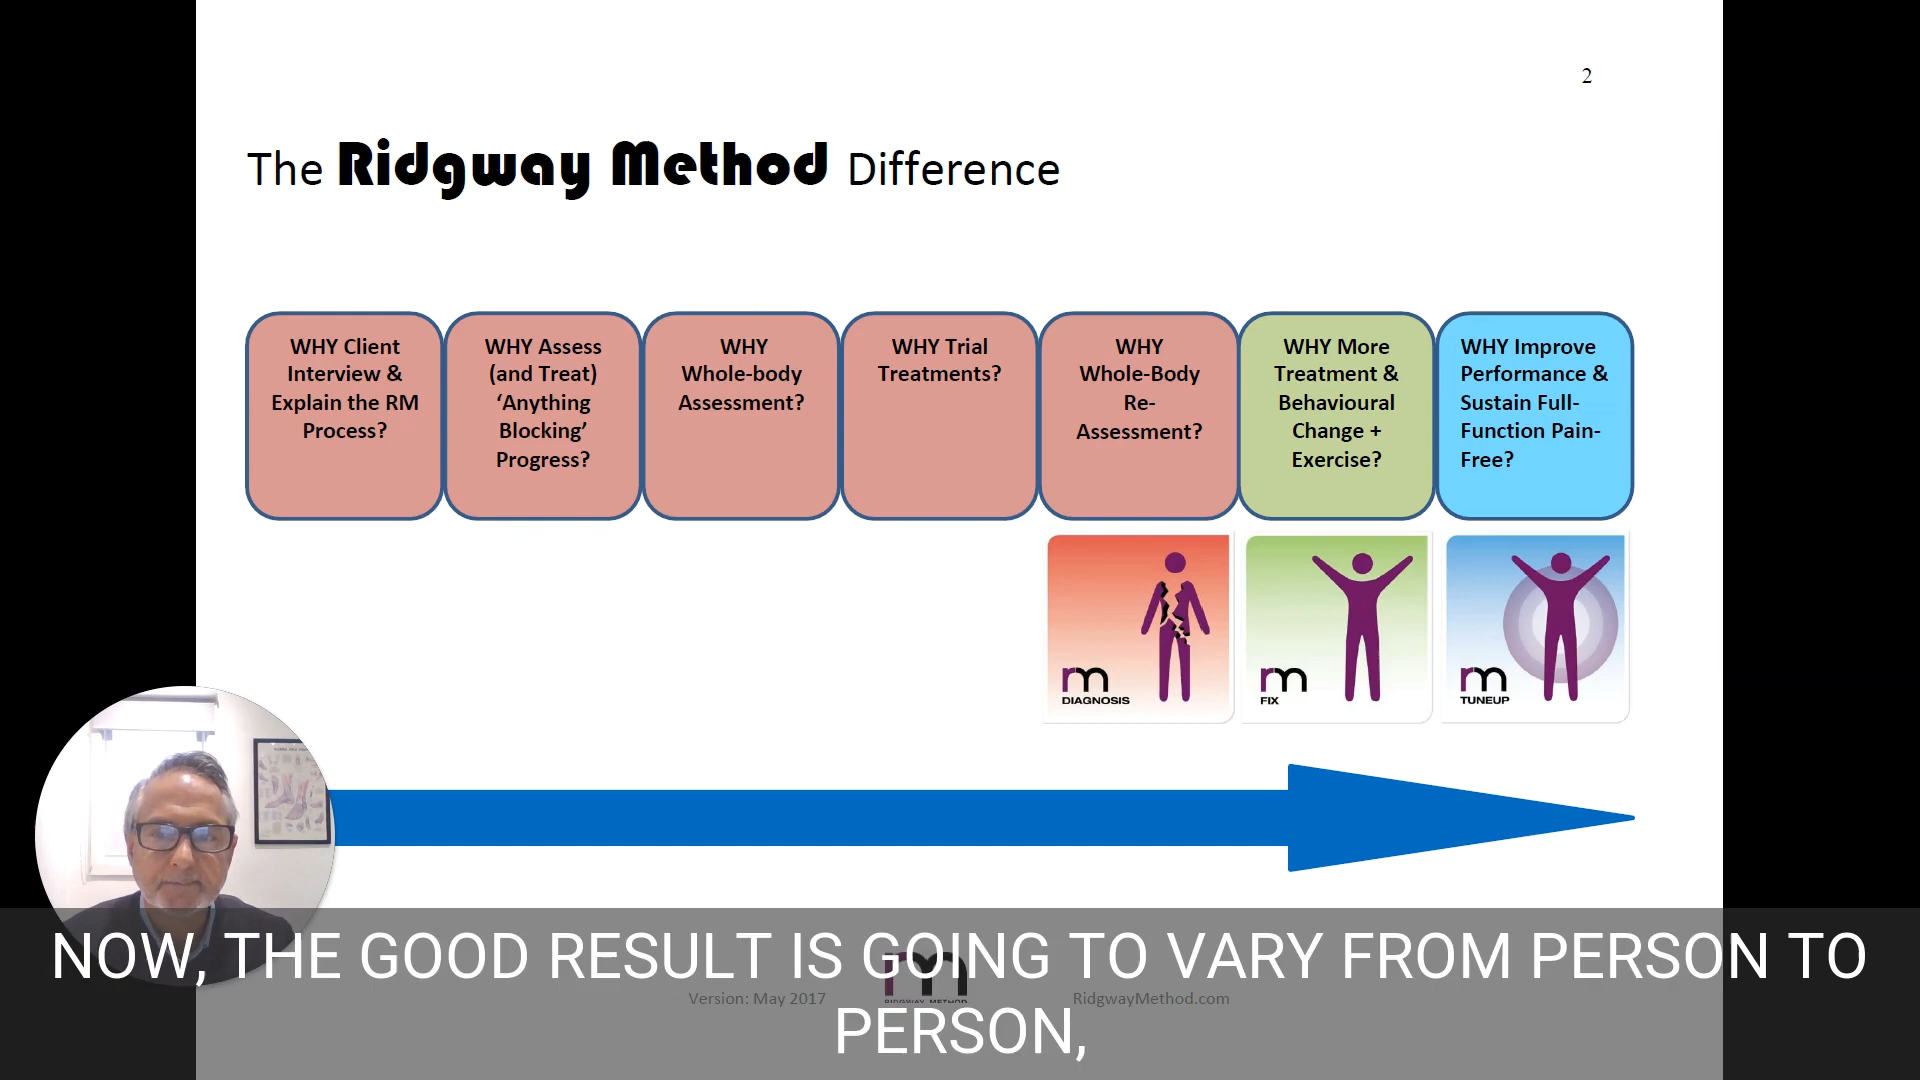 2
The Ridgway Method Difference
WHY Client
Interview &
Explain the RM
Process?
WHY Assess
(and Treat)
‘Anything
Blocking’
Progress?
WHY
Whole-body
Assessment?
WHY Trial
Treatments?
WHY
Whole-Body
Re-
Assessment?
WHY More
Treatment &
Behavioural
Change +
Exercise?
WHY Improve
Performance &
Sustain Full-
Function Pain-
Free?
rm
DIAGNOSIS
rm
FIX
rm
TUNEUP
NOW, THE GOOD RESULT IS GOING TO VARY FROM PERSON TO
PERSON,
Version: May 2017
rm
RIDGWAY METHOD
RidgwayMethod.com